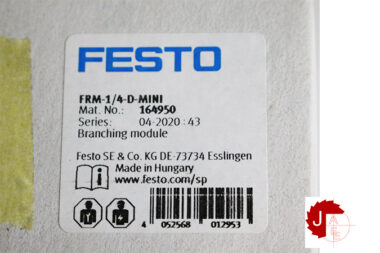 FESTO
FRM-1/4-D-MINI
Mat. No.: 164950
Series: 04-2020 : 43
Branching module
Festo SE & Co. KG DE-73734 Esslingen
Made in Hungary
www.festo.com/sp
4 052568 012953